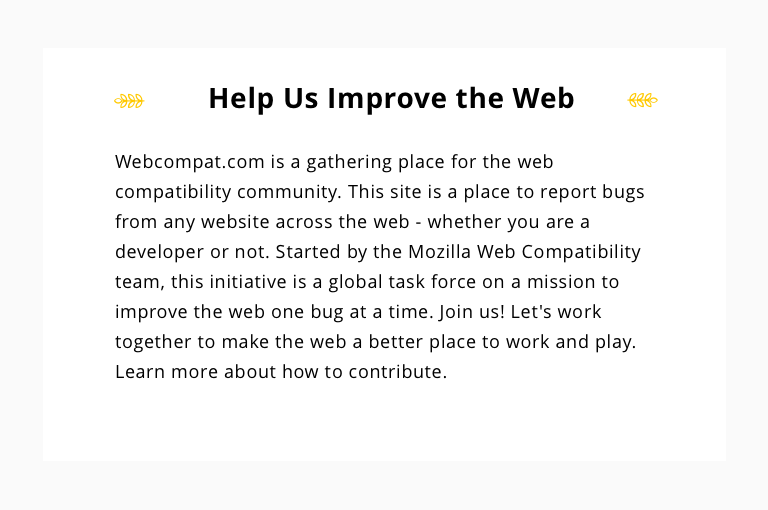 Help Us Improve the Web
Webcompat.com is a gathering place for the web
compatibility community. This site is a place to report bugs
from any website across the web - whether you are a
developer or not. Started by the Mozilla Web Compatibility
team, this initiative is a global task force on a mission to
improve the web one bug at a time. Join us! Let's work
together to make the web a better place to work and play.
Learn more about how to contribute.